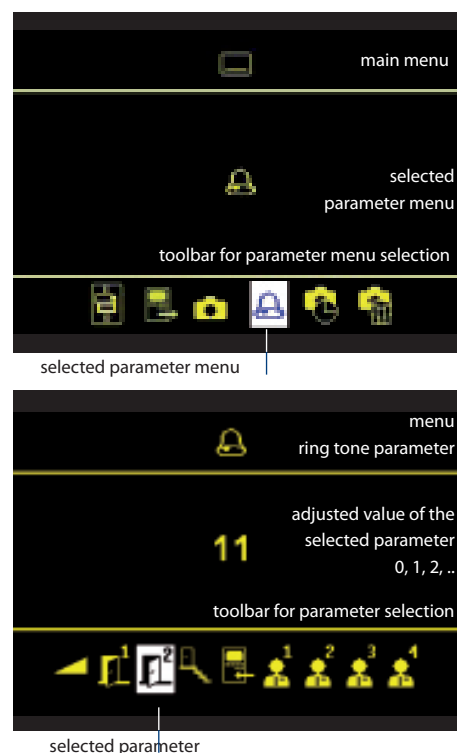 main menu
selected
parameter menu
toolbar for parameter menu selection
selected parameter menu
menu
ring tone parameter
adjusted value of the
11
selected parameter
0, 1, 2, ..
toolbar for parameter selection
1 2 1 2 3 4
selected parameter